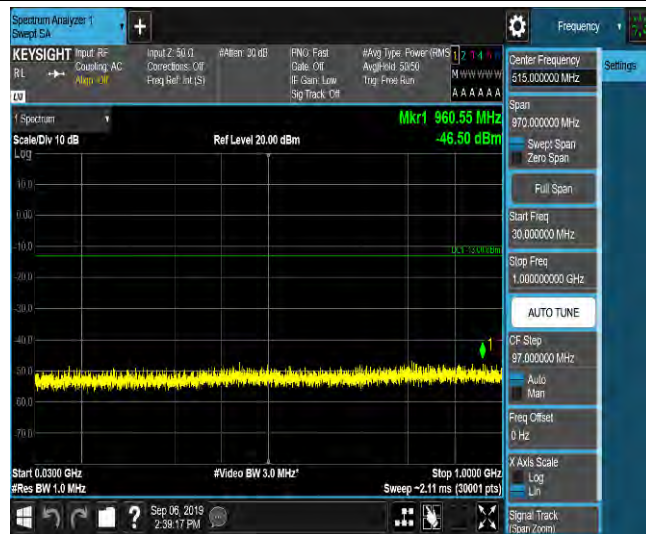 Spectrum Analyzer 1
Swept SA
+
Frequency
KEYSIGHT
RL
Input: RF
Coupling: AC
Align: Off
Input Z: 50 Ω
Corrections: Off
Freq Ref: Int (S)
#Atten: 30 dB
PNO: Fast
Gate: Off
IF Gain: Low
Sig Track: Off
#Avg Type: Power (RMS
Avg|Hold: 50/50
Trig: Free Run
1 2 3 4 5 6
M W W W W W
A A A A A A
1 Spectrum
Scale/Div 10 dB
Log
Ref Level 20.00 dBm
Mkr1 960.55 MHz
-46.50 dBm
10.0
0.00
-10.0
DL1 -13.00 dBm
-20.0
-30.0
-40.0
-50.0
-60.0
-70.0
1
Start 0.0300 GHz
#Res BW 1.0 MHz
#Video BW 3.0 MHz*
Stop 1.0000 GHz
Sweep ~2.11 ms (30001 pts)
?
Sep 06, 2019
2:39:17 PM
Center Frequency
515.000000 MHz
Settings
Span
970.000000 MHz
Swept Span
Zero Span
Full Span
Start Freq
30.000000 MHz
Stop Freq
1.000000000 GHz
AUTO TUNE
CF Step
97.000000 MHz
Auto
Man
Freq Offset
0 Hz
X Axis Scale
Log
Lin
Signal Track
(Span Zoom)